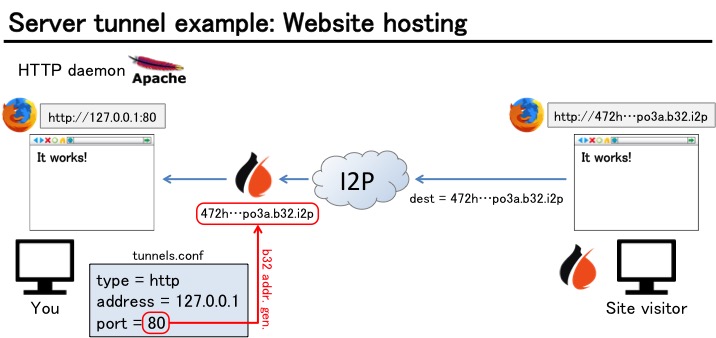 Server tunnel example: Website hosting
HTTP daemon
Apache
http://127.0.0.1:80
It works!
472h…po3a.b32.i2p
I2P
dest = 472h…po3a.b32.i2p
http://472h…po3a.b32.i2p
It works!
b32 addr. gen.
tunnels.conf
type = http
address = 127.0.0.1
port = 80
You
Site visitor